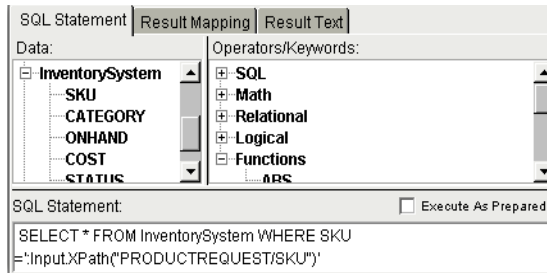 SQL Statement Result Mapping Result Text
Data: Operators/Keywords:
InventorySystem SQL
SKU Math
CATEGORY Relational
ONHAND Logical
COST Functions
STATUS ABS
SQL Statement: Execute As Prepared
SELECT * FROM InventorySystem WHERE SKU
=':Input.XPath("PRODUCTREQUEST/SKU")'